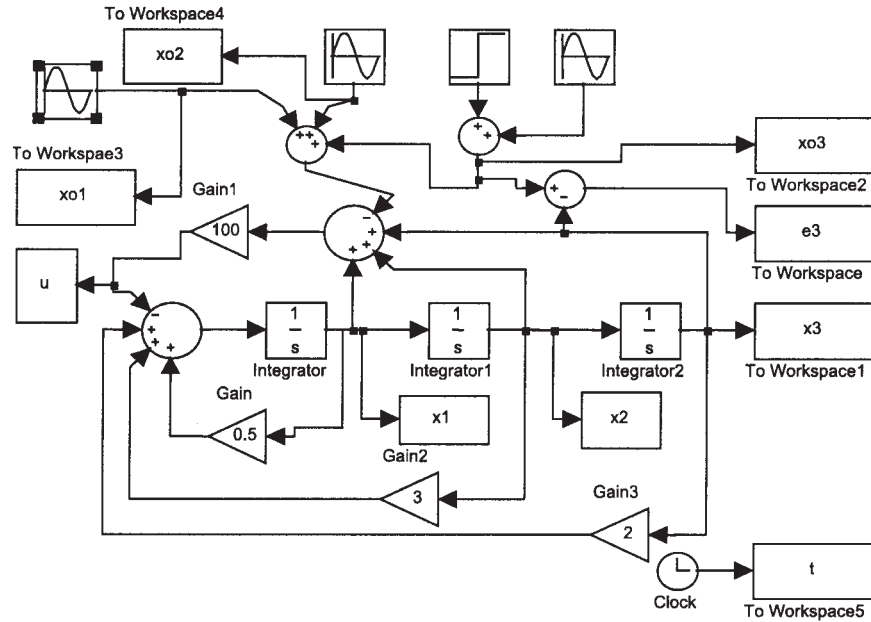 To Workspace4
xo2
To Workspae3
xo1
+ + +
+ +
xo3
To Workspace2
+ −
Gain1
100
− + + +
e3
To Workspace
u
− + + +
1
s
Integrator
1
s
Integrator1
1
s
Integrator2
x3
To Workspace1
Gain
0.5
x1
x2
Gain2
3
Gain3
2
Clock
t
To Workspace5